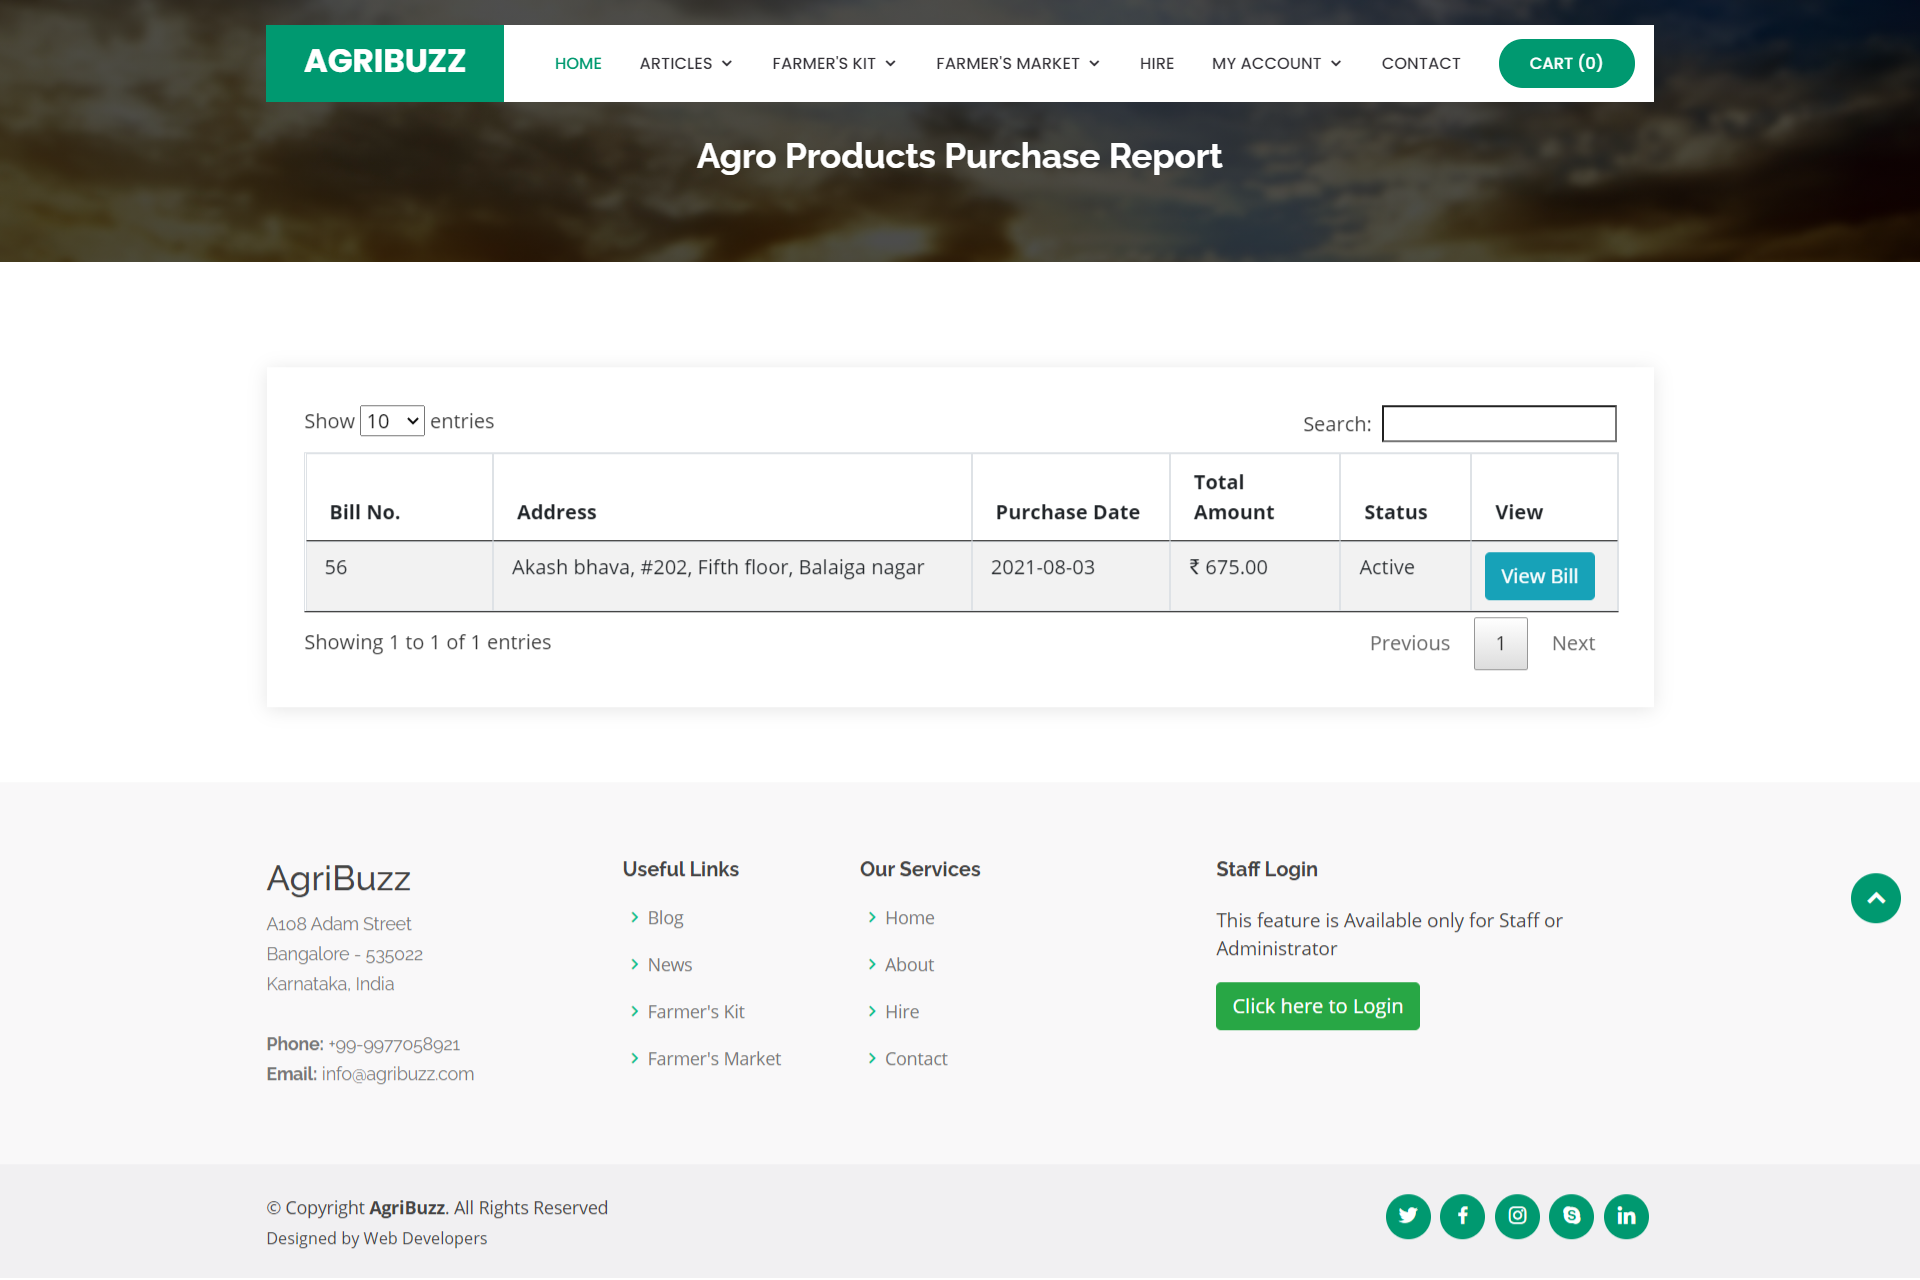 AGRIBUZZ
HOME ARTICLES FARMER'S KIT FARMER'S MARKET HIRE MY ACCOUNT CONTACT CART (0)
Agro Products Purchase Report
Show 10 entries
Search:
Bill No. Address Purchase Date Total Amount Status View
56 Akash bhava, #202, Fifth floor, Balaiga nagar 2021-08-03 ₹ 675.00 Active View Bill
Showing 1 to 1 of 1 entries
Previous 1 Next
AgriBuzz
A108 Adam Street
Bangalore - 535022
Karnataka, India
Phone: +99-9977058921
Email: info@agribuzz.com
Useful Links
Blog
News
Farmer's Kit
Farmer's Market
Our Services
Home
About
Hire
Contact
Staff Login
This feature is Available only for Staff or
Administrator
Click here to Login
© Copyright AgriBuzz. All Rights Reserved
Designed by Web Developers